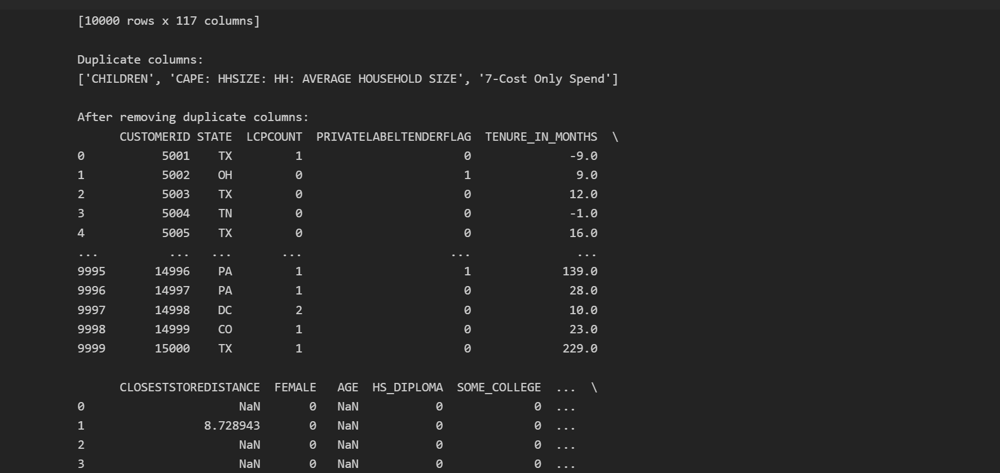 [10000 rows x 117 columns]
Duplicate columns:
['CHILDREN', 'CAPE: HHSIZE: HH: AVERAGE HOUSEHOLD SIZE', '7-Cost Only Spend']
After removing duplicate columns:
CUSTOMERID STATE LCPCOUNT PRIVATELABELTENDERFLAG TENURE_IN_MONTHS \
0 5001 TX 1 0 -9.0
1 5002 OH 0 1 9.0
2 5003 TX 0 0 12.0
3 5004 TN 0 0 -1.0
4 5005 TX 0 0 16.0
... ... ... ... ... ...
9995 14996 PA 1 1 139.0
9996 14997 PA 1 0 28.0
9997 14998 DC 2 0 10.0
9998 14999 CO 1 0 23.0
9999 15000 TX 1 0 229.0
CLOSESTSTOREDISTANCE FEMALE AGE HS_DIPLOMA SOME_COLLEGE ... \
0 NaN 0 NaN 0 0 ...
1 8.728943 0 NaN 0 0 ...
2 NaN 0 NaN 0 0 ...
3 NaN 0 NaN 0 0 ...